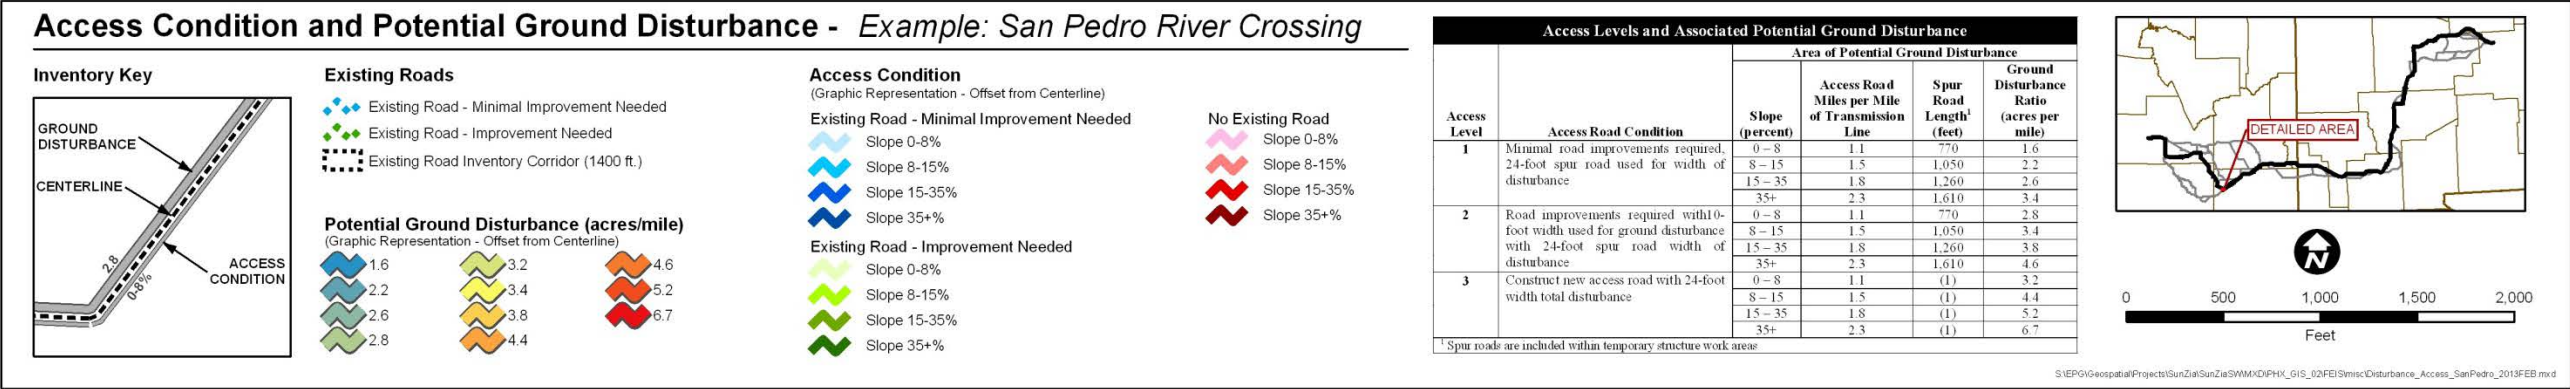 Access Condition and Potential Ground Disturbance - Example: San Pedro River Crossing
Inventory Key
GROUND
DISTURBANCE
CENTERLINE
2.8
0-8%
ACCESS
CONDITION
Existing Roads
Existing Road - Minimal Improvement Needed
Existing Road - Improvement Needed
Existing Road Inventory Corridor (1400 ft.)
Potential Ground Disturbance (acres/mile)
(Graphic Representation - Offset from Centerline)
1.6
2.2
2.6
2.8
3.2
3.4
3.8
4.4
4.6
5.2
6.7
Access Condition
(Graphic Representation - Offset from Centerline)
Existing Road - Minimal Improvement Needed
Slope 0-8%
Slope 8-15%
Slope 15-35%
Slope 35+%
Existing Road - Improvement Needed
Slope 0-8%
Slope 8-15%
Slope 15-35%
Slope 35+%
No Existing Road
Slope 0-8%
Slope 8-15%
Slope 15-35%
Slope 35+%
Access Levels and Associated Potential Ground Disturbance
Area of Potential Ground Disturbance
Access
Level
Access Road Condition
Slope
(percent)
Access Road
Miles per Mile
of Transmission
Line
Spur
Road
Length1
(feet)
Ground
Disturbance
Ratio
(acres per
mile)
1
Minimal road improvements required,
24-foot spur road used for width of
disturbance
0 – 8 1.1 770 1.6
8 – 15 1.5 1,050 2.2
15 – 35 1.8 1,260 2.6
35+ 2.3 1,610 3.4
2
Road improvements required with10-
foot width used for ground disturbance
with 24-foot spur road width of
disturbance
0 – 8 1.1 770 2.8
8 – 15 1.5 1,050 3.4
15 – 35 1.8 1,260 3.8
35+ 2.3 1,610 4.6
3
Construct new access road with 24-foot
width total disturbance
0 – 8 1.1 (1) 3.2
8 – 15 1.5 (1) 4.4
15 – 35 1.8 (1) 5.2
35+ 2.3 (1) 6.7
1 Spur roads are included within temporary structure work areas
DETAILED AREA
N
0 500 1,000 1,500 2,000
Feet
S:\EPG\Geospatial\Projects\SunZia\SunZiaSW\MXD\PHX_GIS_02\FEIS\misc\Disturbance_Access_SanPedro_2013FEB.mxd